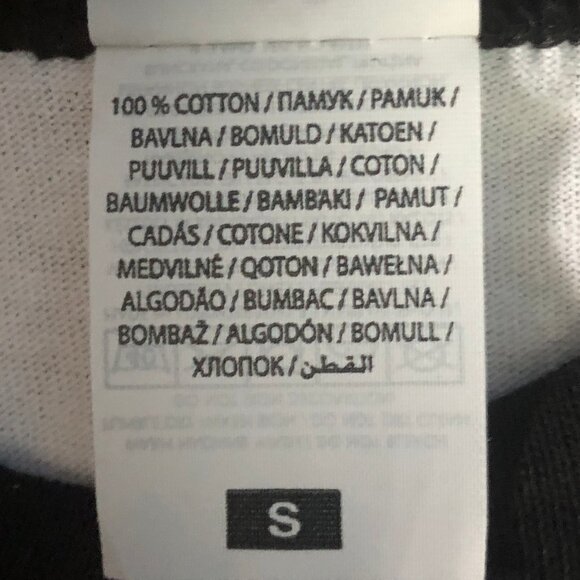 100 % COTTON / ПАМУК / PAMUK /
BAVLNA / BOMULD / KATOEN /
PUUVILL / PUUVILLA / COTON /
BAUMWOLLE / BAMBAKI / PAMUT /
CADÁS / COTONE / KOKVILNA /
MEDVILNĖ / QOTON / BAWEŁNA /
ALGODÃO / BUMBAC / BAVLNA /
BOMBAŽ / ALGODÓN / BOMULL /
ХЛОПОК / القطن
S